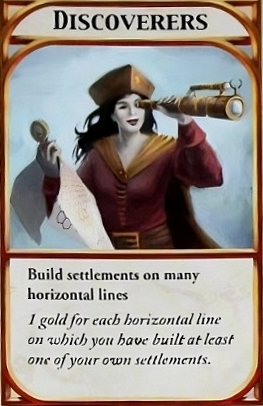 DISCOVERERS
Build settlements on many
horizontal lines
1 gold for each horizontal line
on which you have built at least
one of your own settlements.